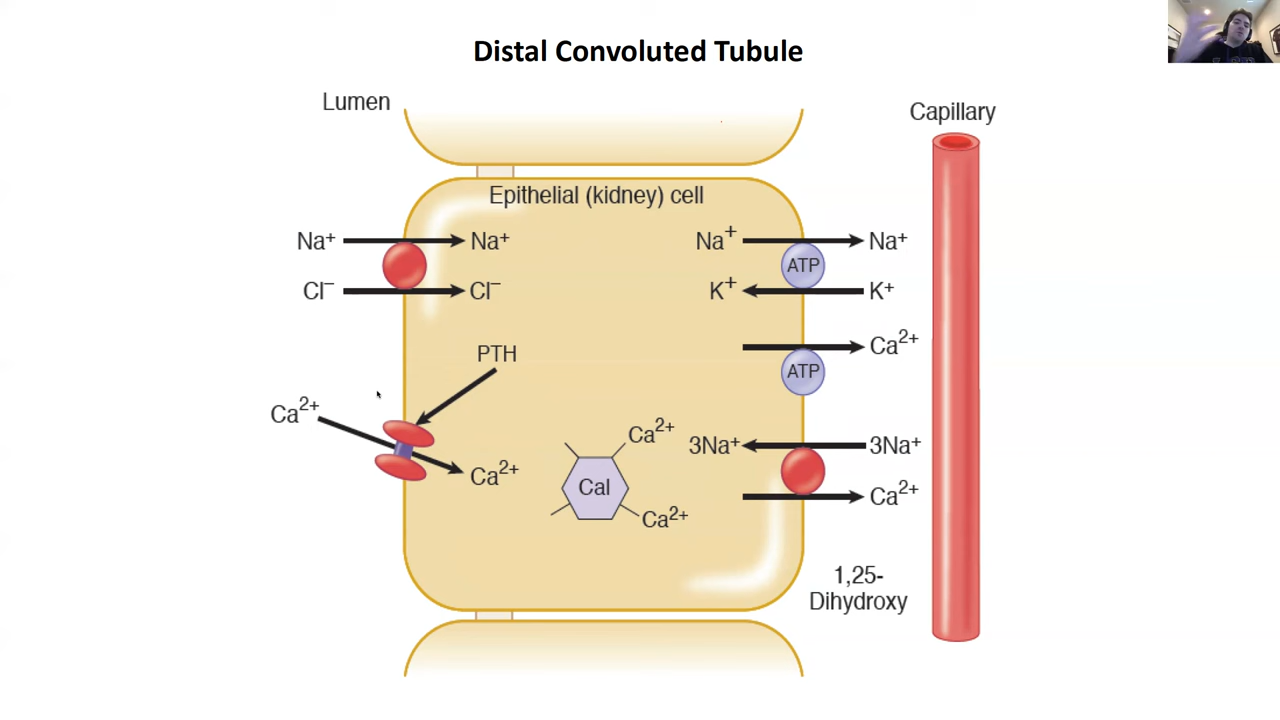 Distal Convoluted Tubule
Lumen
Capillary
Epithelial (kidney) cell
Na⁺
Na⁺
Na⁺
Na⁺
ATP
Cl⁻
Cl⁻
K⁺
K⁺
PTH
Ca²⁺
ATP
Ca²⁺
Ca²⁺
Ca²⁺
3Na⁺
3Na⁺
Cal
Ca²⁺
Ca²⁺
1,25-
Dihydroxy